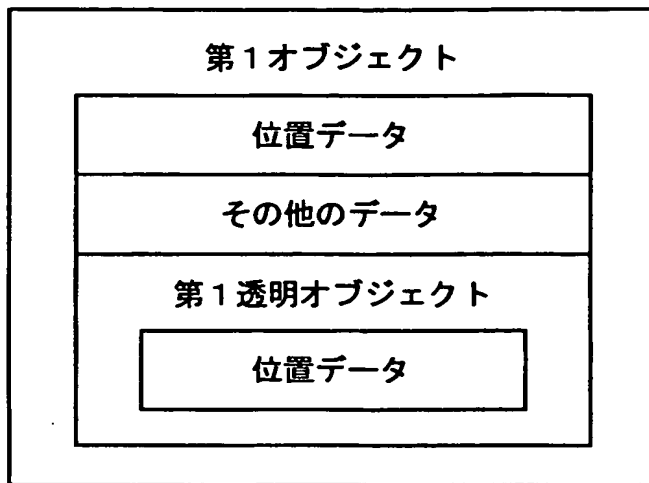 第１オブジェクト
位置データ
その他のデータ
第１透明オブジェクト
位置データ